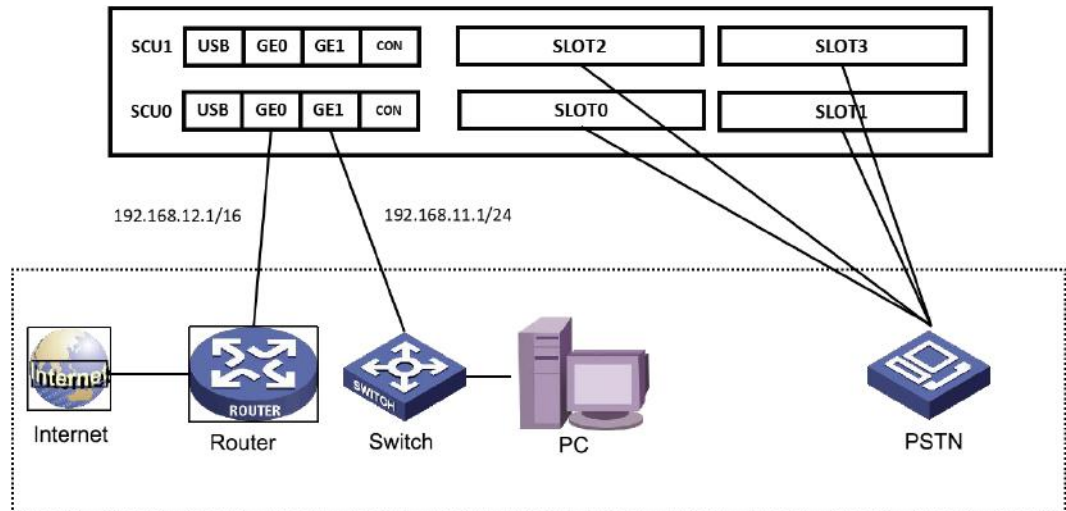 SCU1 USB GE0 GE1 CON SLOT2 SLOT3
SCU0 USB GE0 GE1 CON SLOT0 SLOT1
192.168.12.1/16 192.168.11.1/24
Internet
ROUTER
SWITCH
Internet Router Switch PC PSTN